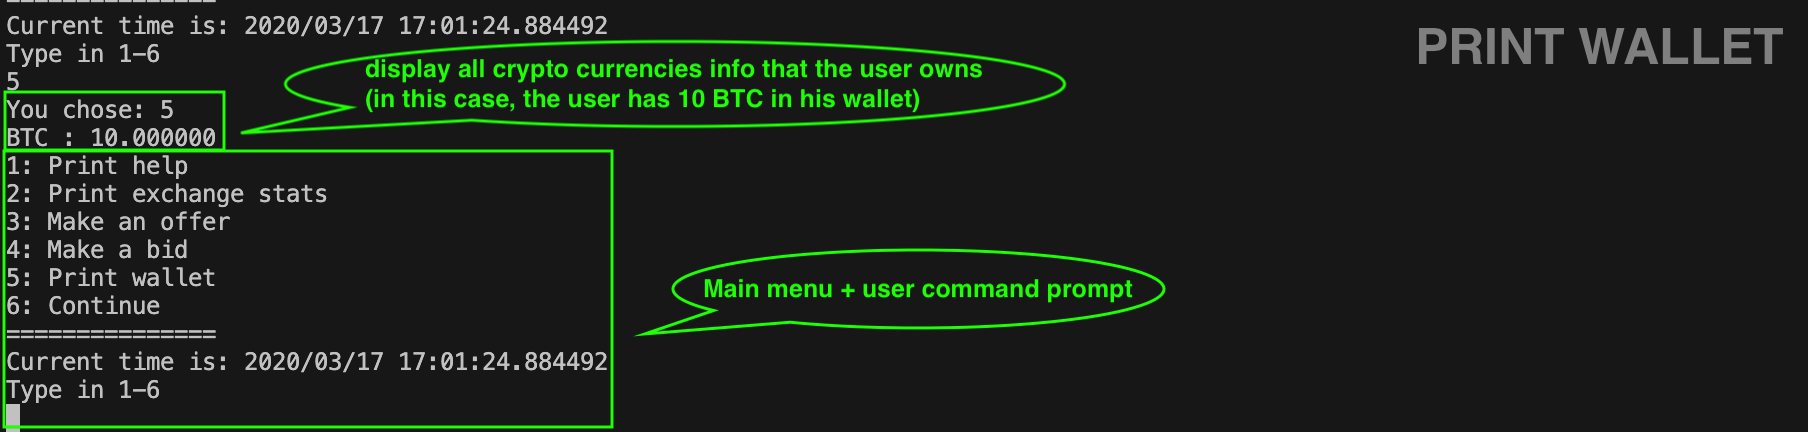 ===============
Current time is: 2020/03/17 17:01:24.884492
PRINT WALLET
Type in 1-6
5
display all crypto currencies info that the user owns
(in this case, the user has 10 BTC in his wallet)
You chose: 5
BTC : 10.000000
1: Print help
2: Print exchange stats
3: Make an offer
4: Make a bid
5: Print wallet
6: Continue
Main menu + user command prompt
===============
Current time is: 2020/03/17 17:01:24.884492
Type in 1-6